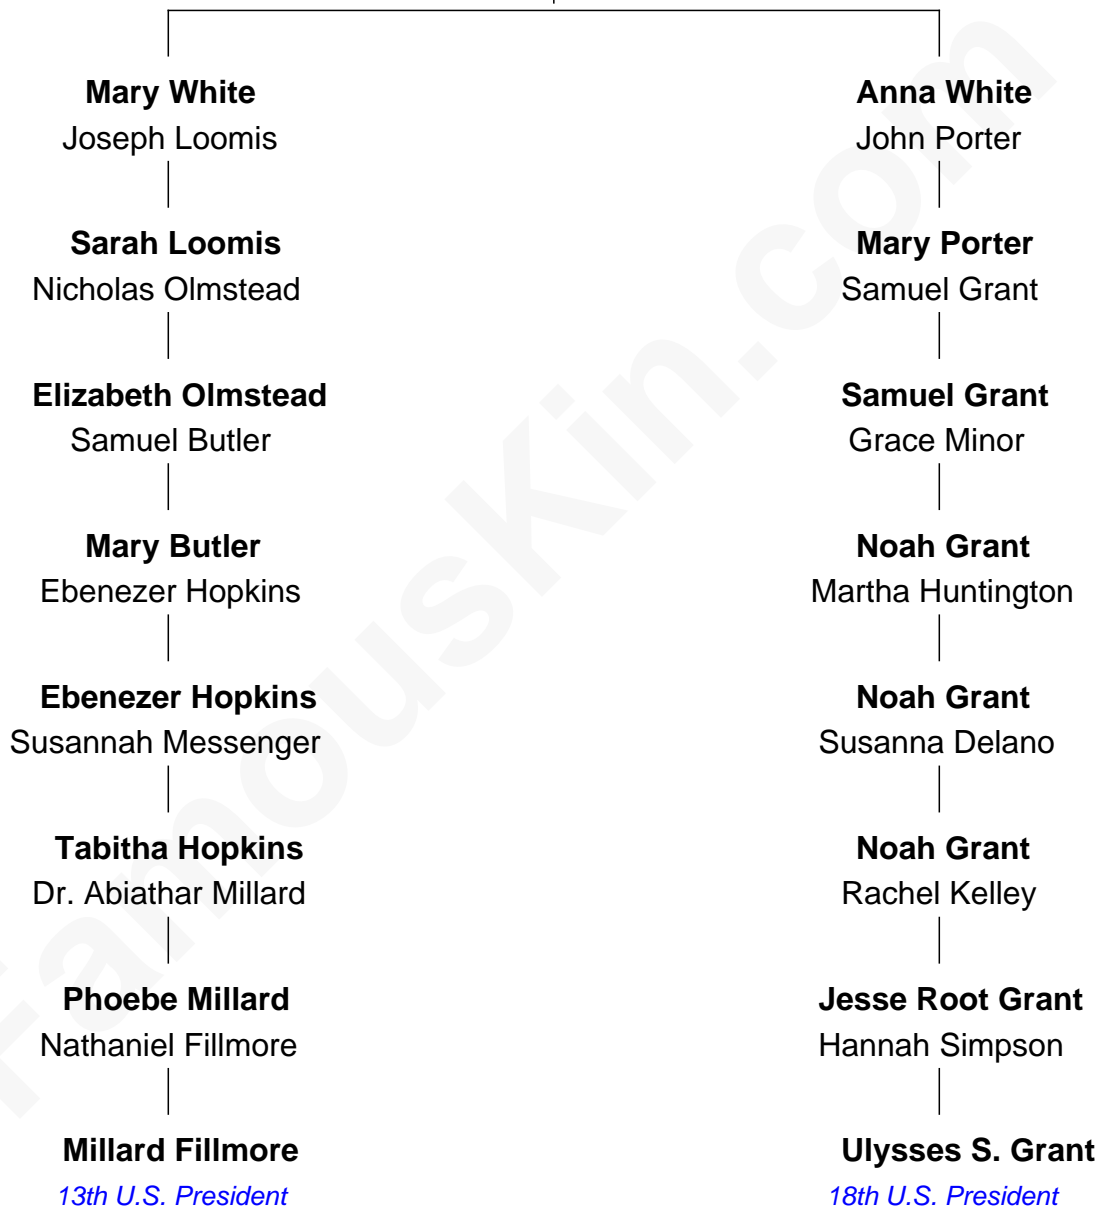 Mary White
Joseph Loomis
Sarah Loomis
Nicholas Olmstead
Elizabeth Olmstead
Samuel Butler
Mary Butler
Ebenezer Hopkins
Ebenezer Hopkins
Susannah Messenger
Tabitha Hopkins
Dr. Abiathar Millard
Phoebe Millard
Nathaniel Fillmore
Millard Fillmore
13th U.S. President
Anna White
John Porter
Mary Porter
Samuel Grant
Samuel Grant
Grace Minor
Noah Grant
Martha Huntington
Noah Grant
Susanna Delano
Noah Grant
Rachel Kelley
Jesse Root Grant
Hannah Simpson
Ulysses S. Grant
18th U.S. President
FamousKin.com